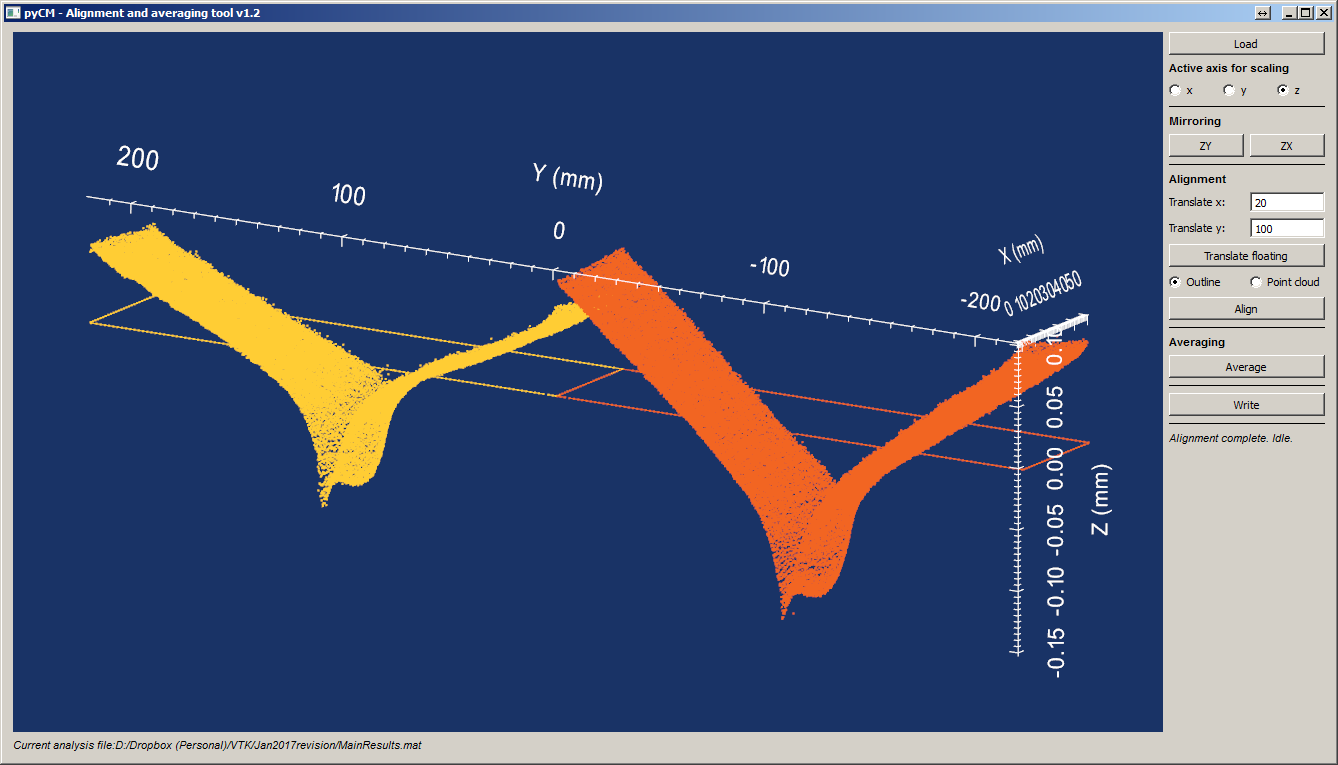 pyCM - Alignment and averaging tool v1.2
Load
Active axis for scaling
x y z
Mirroring
ZY ZX
Alignment
Translate x: 20
Translate y: 100
Translate floating
Outline Point cloud
Align
Averaging
Average
Write
Alignment complete. Idle.
200
100
Y (mm)
0
-100
-200
X (mm)
0 1020304050
0.10
0.05
0.00
-0.05
-0.10
-0.15
Z (mm)
Current analysis file:D:/Dropbox (Personal)/VTK/Jan2017revision/MainResults.mat